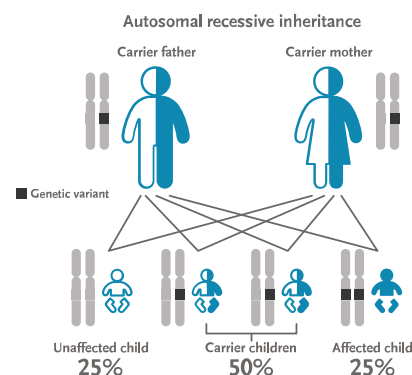 Autosomal recessive inheritance
Carrier father
Carrier mother
Genetic variant
Unaffected child
25%
Carrier children
50%
Affected child
25%